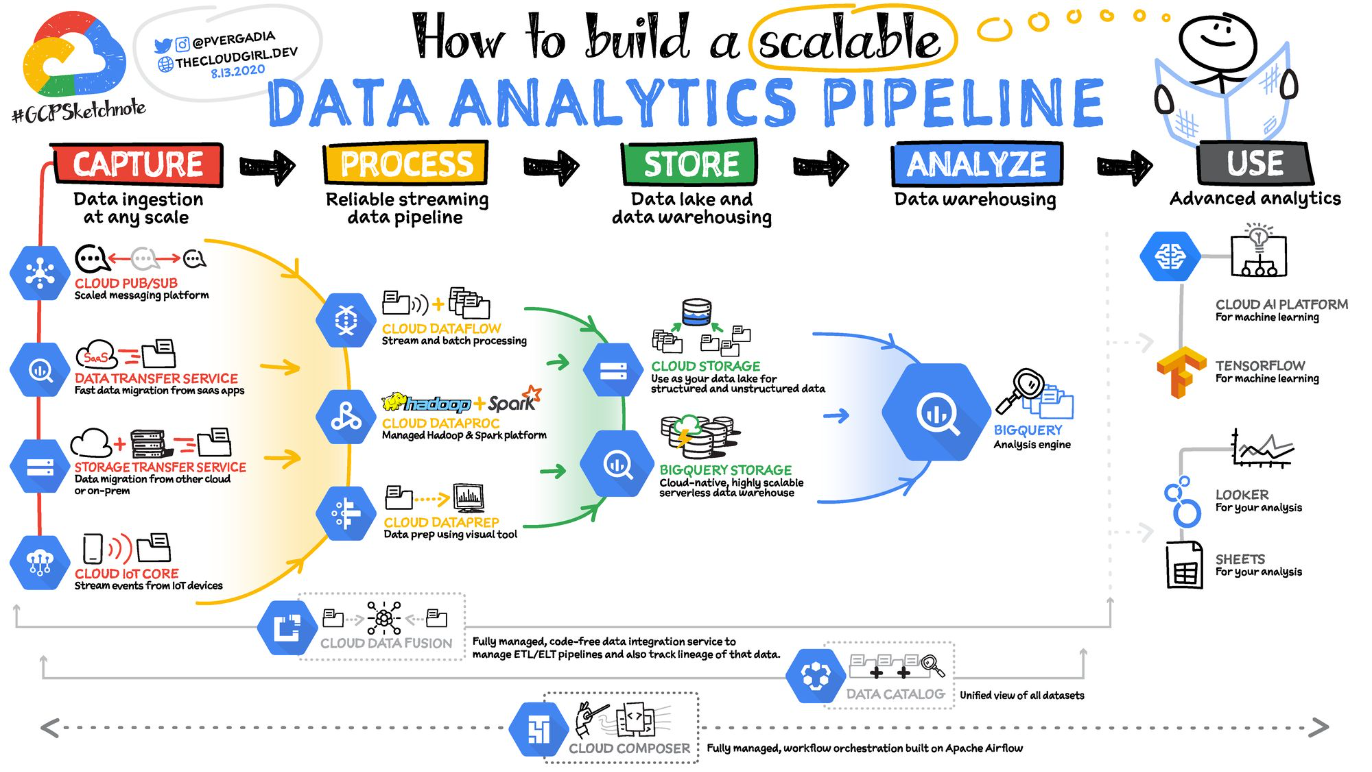 How to build a scalable
DATA ANALYTICS PIPELINE
@PVERGADIA
THECLOUDGIRL.DEV
8.13.2020
#GCPSketchnote
CAPTURE
Data ingestion
at any scale
PROCESS
Reliable streaming
data pipeline
STORE
Data lake and
data warehousing
ANALYZE
Data warehousing
USE
Advanced analytics
CLOUD PUB/SUB
Scaled messaging platform
SaaS
DATA TRANSFER SERVICE
Fast data migration from saas apps
STORAGE TRANSFER SERVICE
Data migration from other cloud
or on-prem
CLOUD IoT CORE
Stream events from IoT devices
CLOUD DATAFLOW
Stream and batch processing
hadoop + Spark
CLOUD DATAPROC
Managed Hadoop & Spark platform
CLOUD DATAPREP
Data prep using visual tool
CLOUD STORAGE
Use as your data lake for
structured and unstructured data
BIGQUERY STORAGE
Cloud-native, highly scalable
serverless data warehouse
BIGQUERY
Analysis engine
CLOUD AI PLATFORM
For machine learning
TENSORFLOW
For machine learning
LOOKER
For your analysis
SHEETS
For your analysis
CLOUD DATA FUSION
Fully managed, code-free data integration service to
manage ETL/ELT pipelines and also track lineage of that data.
DATA CATALOG
Unified view of all datasets
CLOUD COMPOSER
Fully managed, workflow orchestration built on Apache Airflow